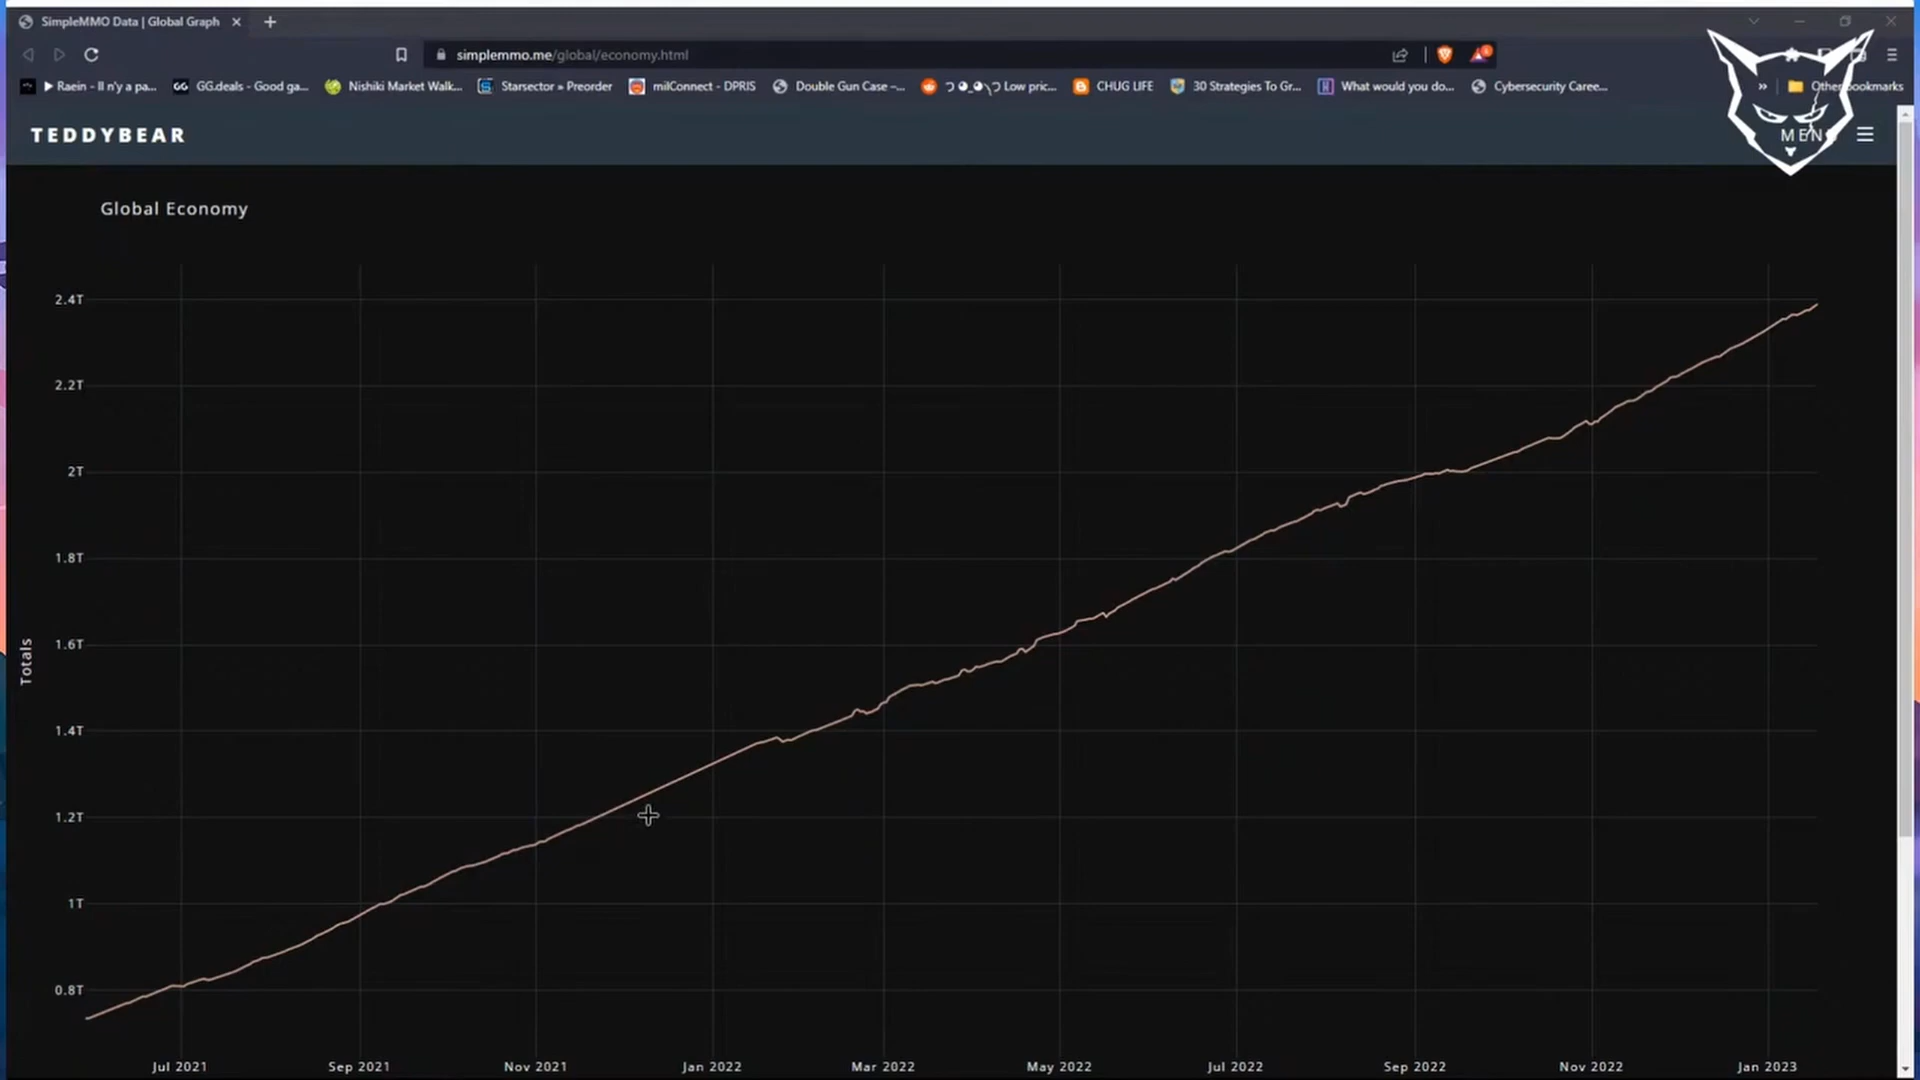 SimpleMMO Data | Global Graph
simplemmo.me/global/economy.html
Raein - Il n'y a pa...
GG.deals - Good ga...
Nishiki Market Walk...
Starsector » Preorder
milConnect - DPRIS
Double Gun Case –...
Low pric...
CHUG LIFE
30 Strategies To Gr...
What would you do...
Cybersecurity Caree...
Other bookmarks
TEDDYBEAR
Global Economy
2.4T
2.2T
2T
1.8T
1.6T
1.4T
1.2T
1T
0.8T
Totals
Jul 2021
Sep 2021
Nov 2021
Jan 2022
Mar 2022
May 2022
Jul 2022
Sep 2022
Nov 2022
Jan 2023